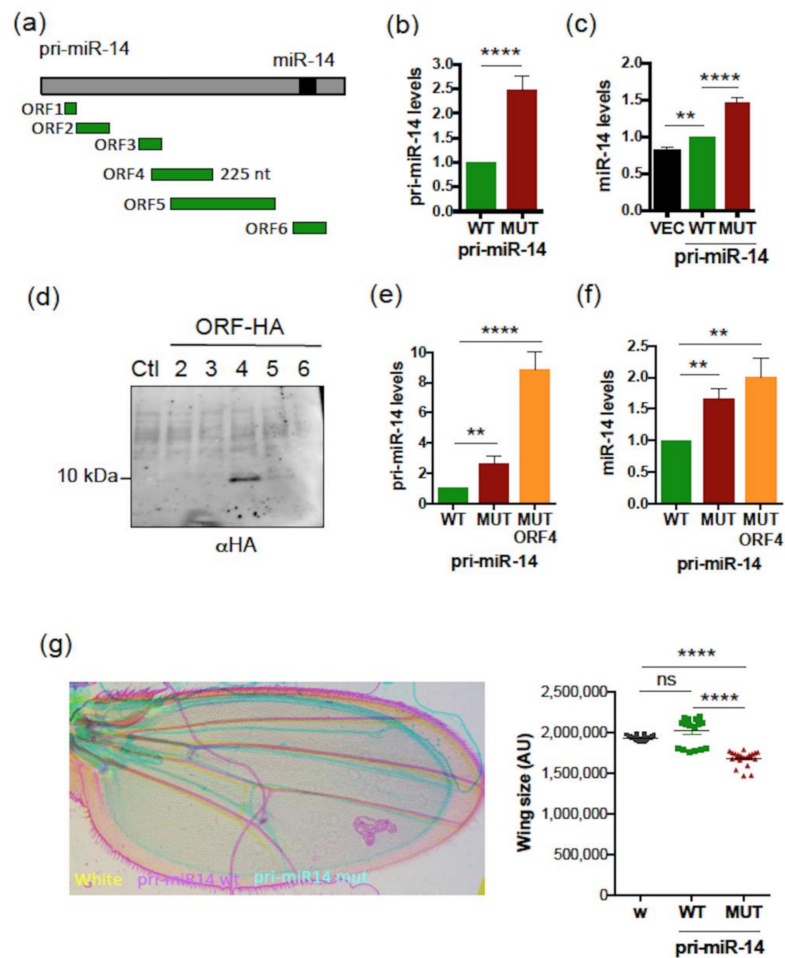 (a)
pri-miR-14
miR-14
ORF1
ORF2
ORF3
ORF4 225 nt
ORF5
ORF6
(b)
****
pri-miR-14 levels
3.0
2.5
2.0
1.5
1.0
0.5
0.0
WT MUT
pri-miR-14
(c)
****
**
miR-14 levels
2.0
1.5
1.0
0.5
0.0
VEC WT MUT
pri-miR-14
(d)
ORF-HA
Ctl 2 3 4 5 6
10 kDa
αHA
(e)
****
**
pri-miR-14 levels
10
8
6
4
2
0
WT MUT MUT
ORF4
pri-miR-14
(f)
**
**
miR-14 levels
2.5
2.0
1.5
1.0
0.5
0.0
WT MUT MUT
ORF4
pri-miR-14
(g)
White pri-miR14 wt pri-miR14 mut
****
ns
****
Wing size (AU)
2,500,000
2,000,000
1,500,000
1,000,000
500,000
0
w WT MUT
pri-miR-14